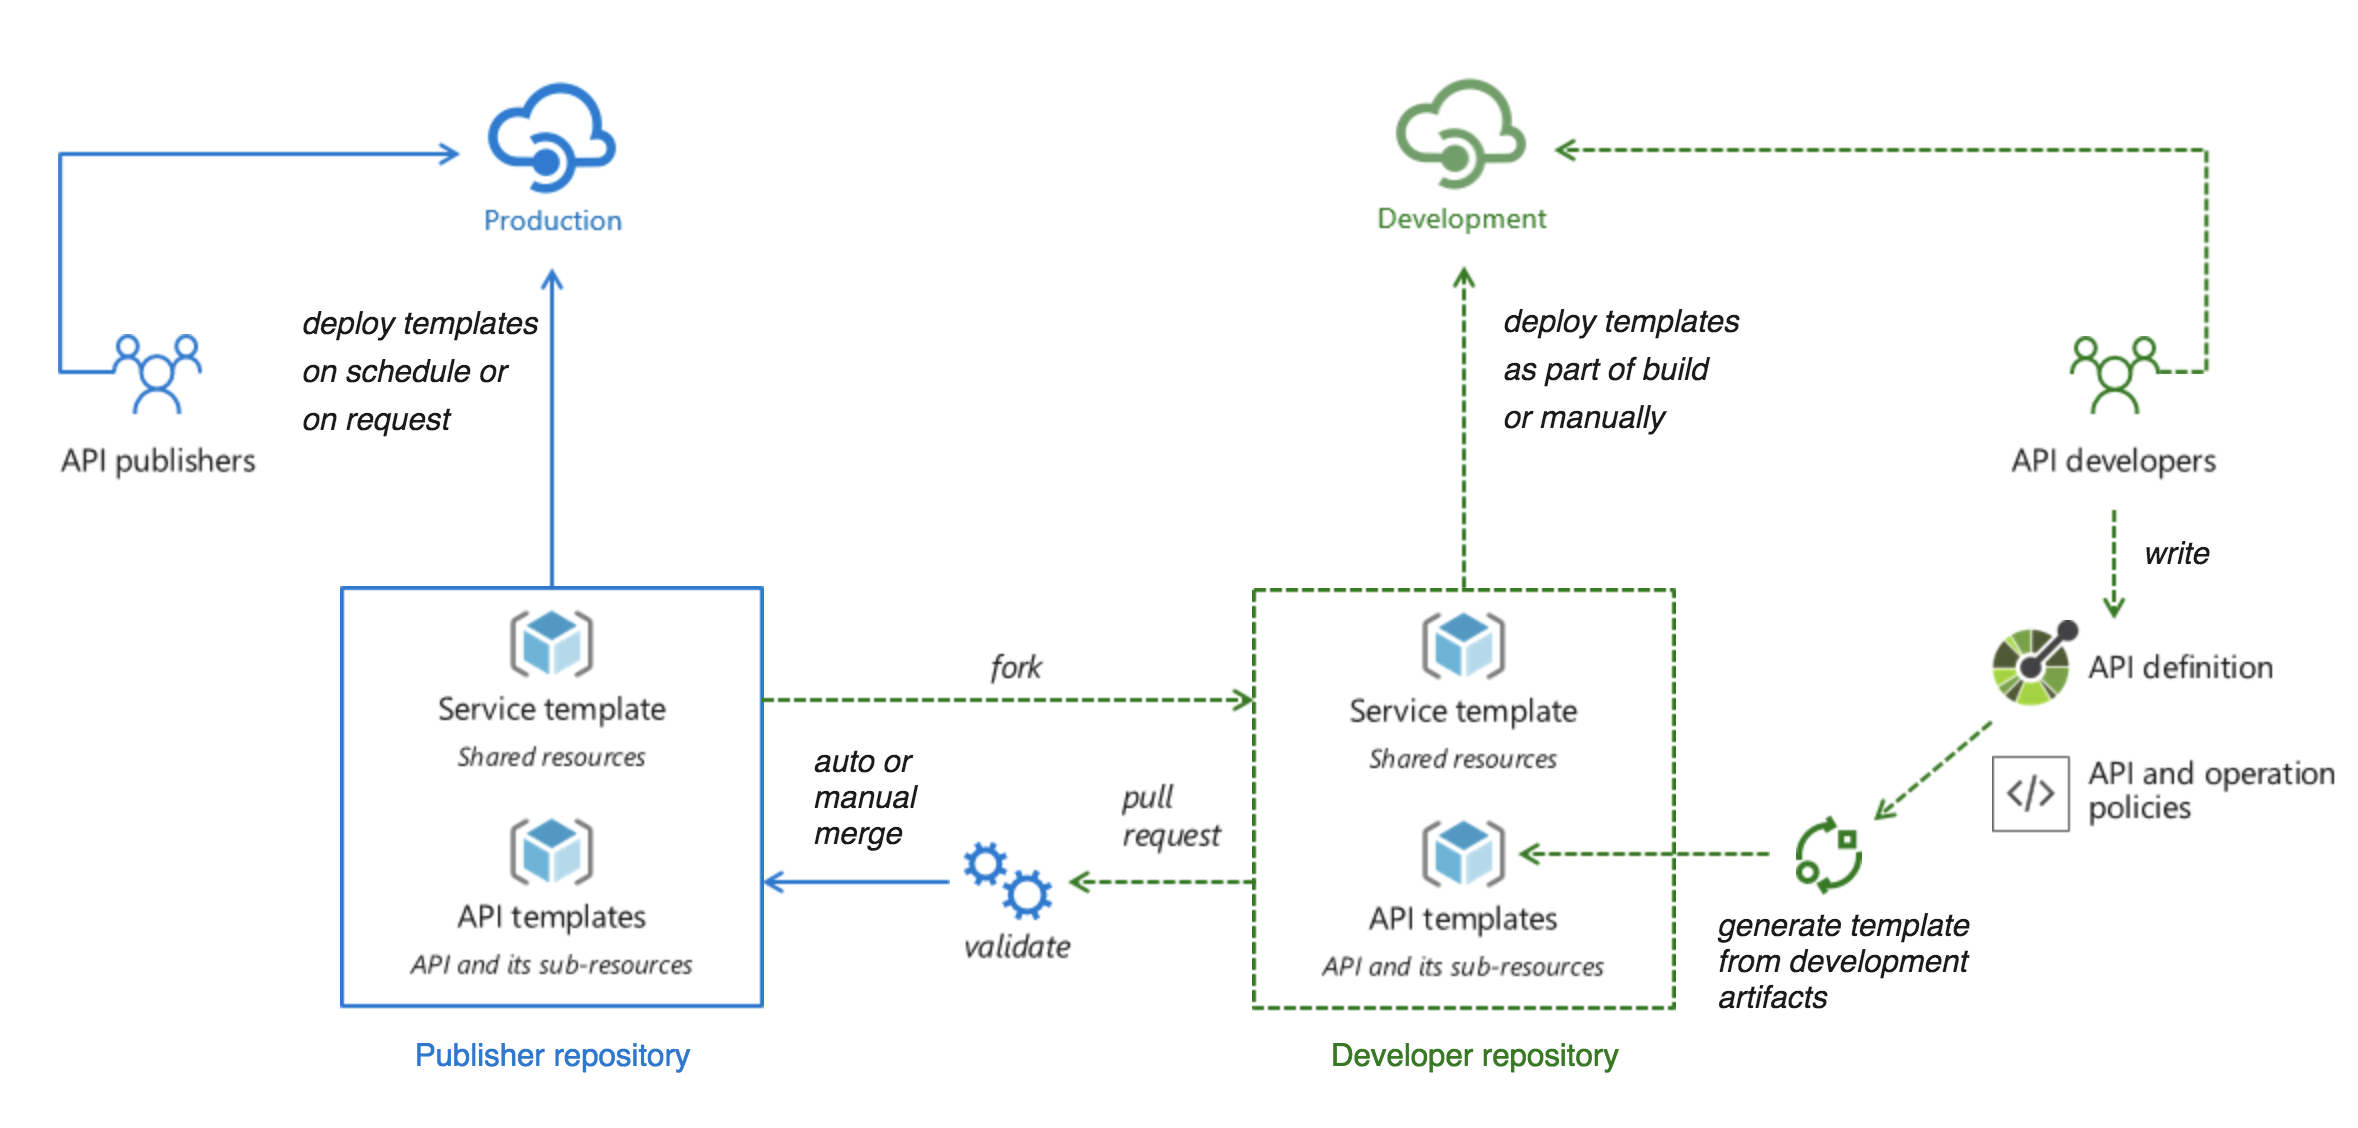 Production
Development
deploy templates
on schedule or
on request
deploy templates
as part of build
or manually
API publishers
API developers
write
Service template
Shared resources
API templates
API and its sub-resources
Publisher repository
fork
auto or
manual
merge
validate
pull
request
Service template
Shared resources
API templates
API and its sub-resources
Developer repository
API definition
</>
API and operation
policies
generate template
from development
artifacts